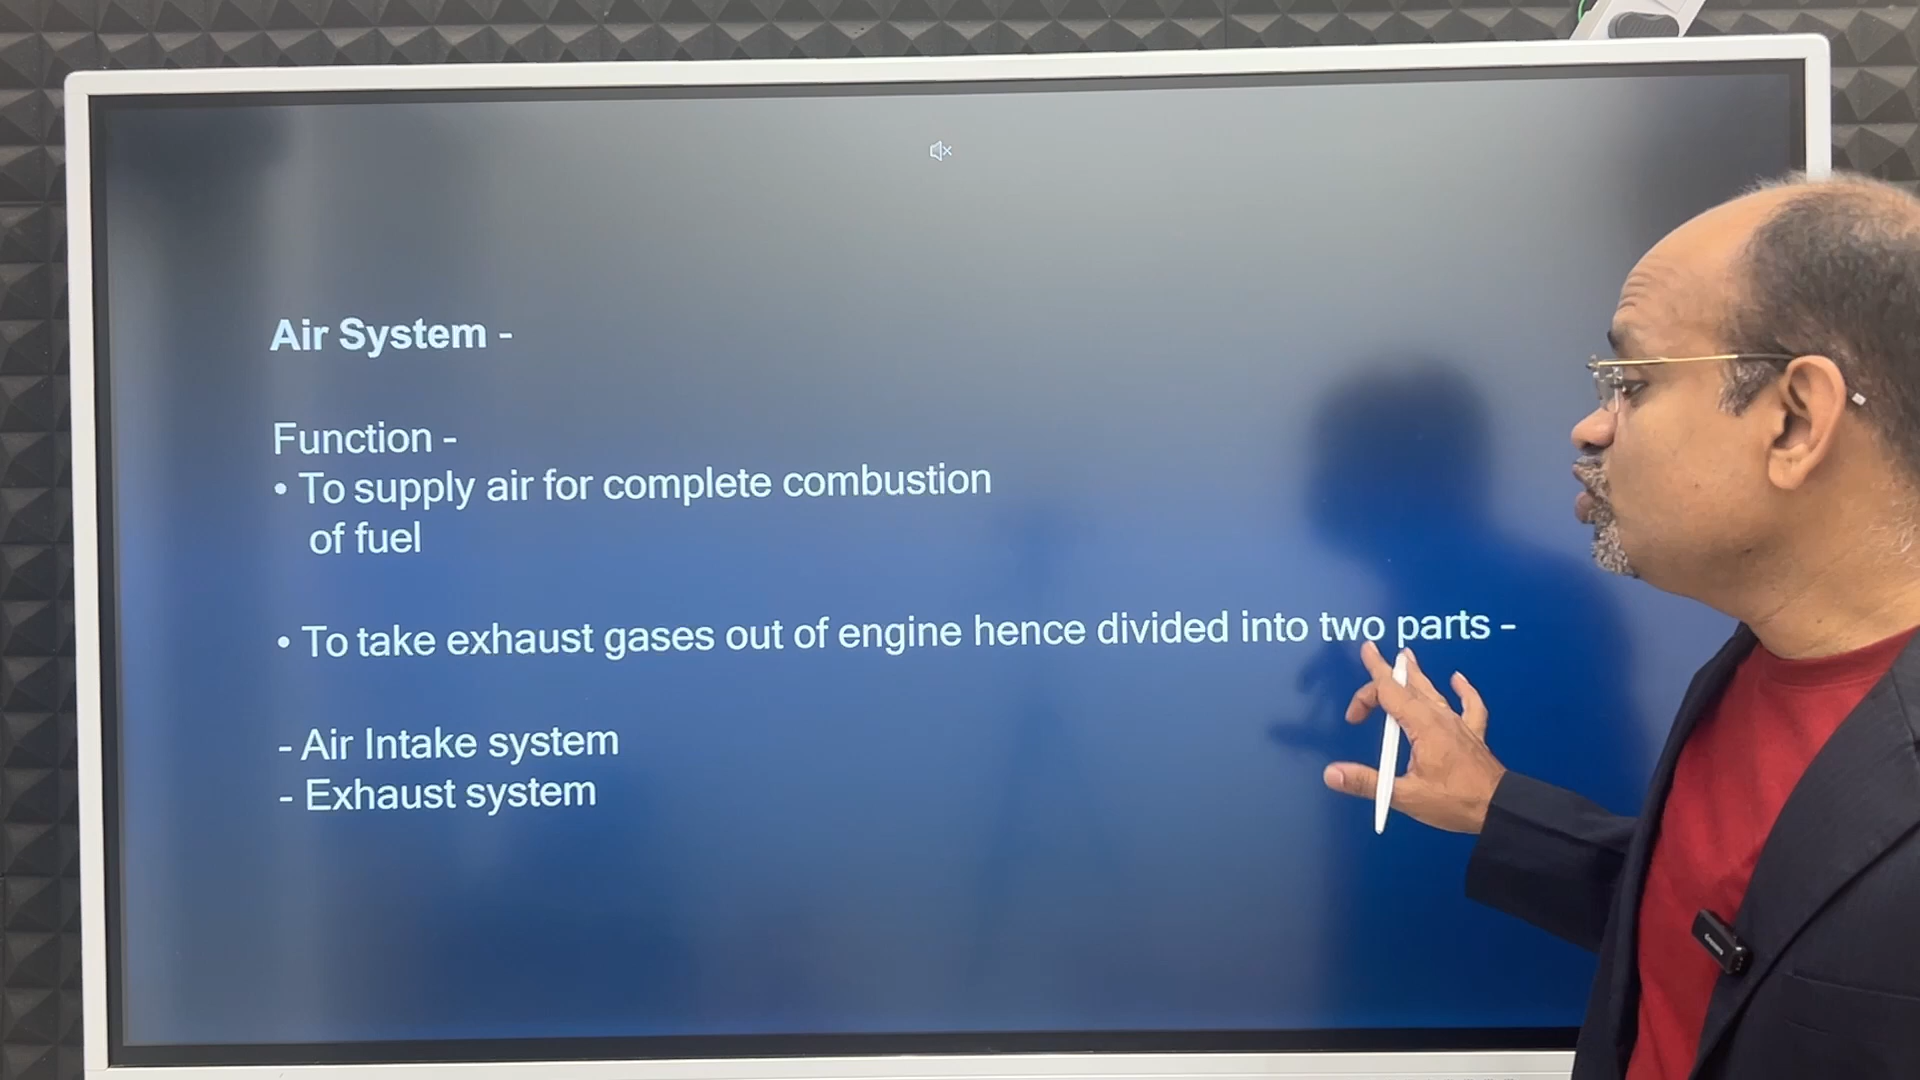 Air System -
Function -
• To supply air for complete combustion
of fuel
• To take exhaust gases out of engine hence divided into two parts -
- Air Intake system
- Exhaust system